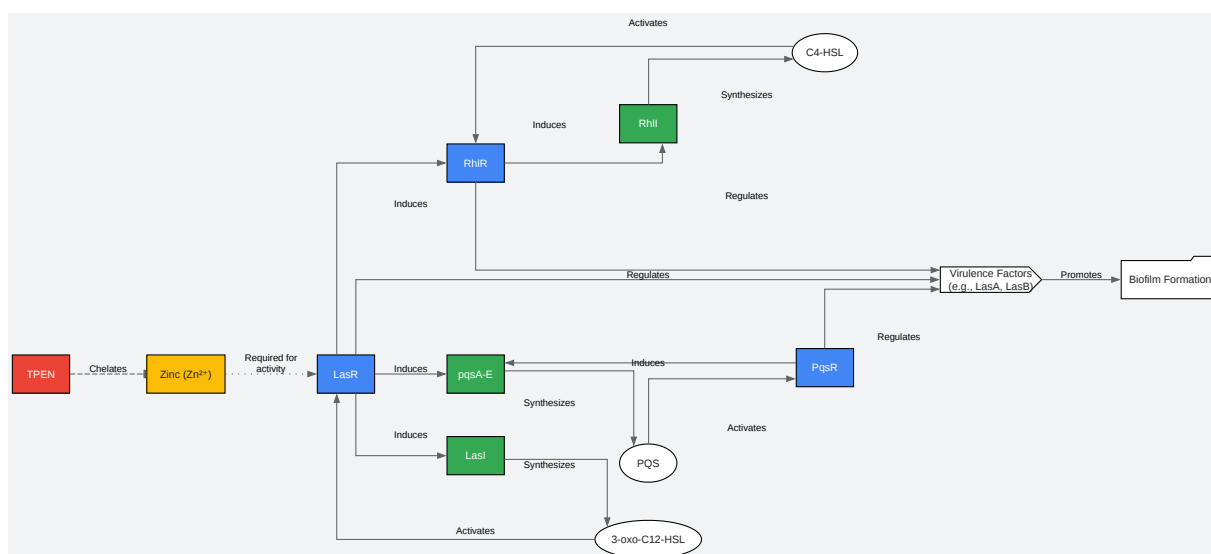 Activates
C4-HSL
Synthesizes
RhlI
Induces
RhlR
Regulates
Induces
Virulence Factors
(e.g., LasA, LasB)
Promotes
Biofilm Formation
Regulates
Regulates
TPEN
Chelates
Zinc (Zn²⁺)
Required for
activity
LasR
Induces
pqsA-E
Induces
PqsR
Synthesizes
Activates
Induces
LasI
Synthesizes
PQS
Activates
3-oxo-C12-HSL